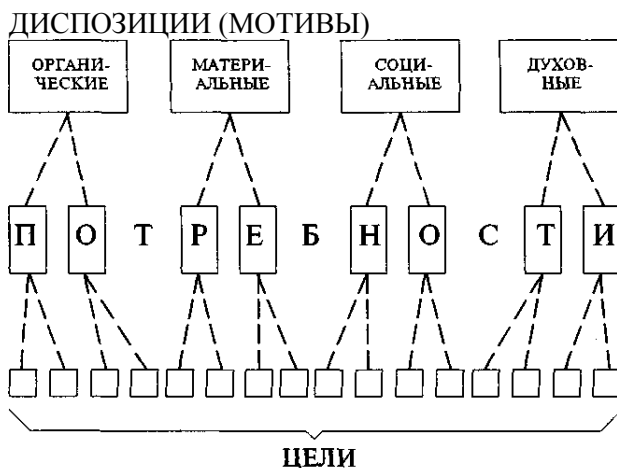 ДИСПОЗИЦИИ (МОТИВЫ)
ОРГАНИ-
ЧЕСКИЕ
МАТЕРИ-
АЛЬНЫЕ
СОЦИ-
АЛЬНЫЕ
ДУХОВ-
НЫЕ
П О Т Р Е Б Н О С Т И
ЦЕЛИ